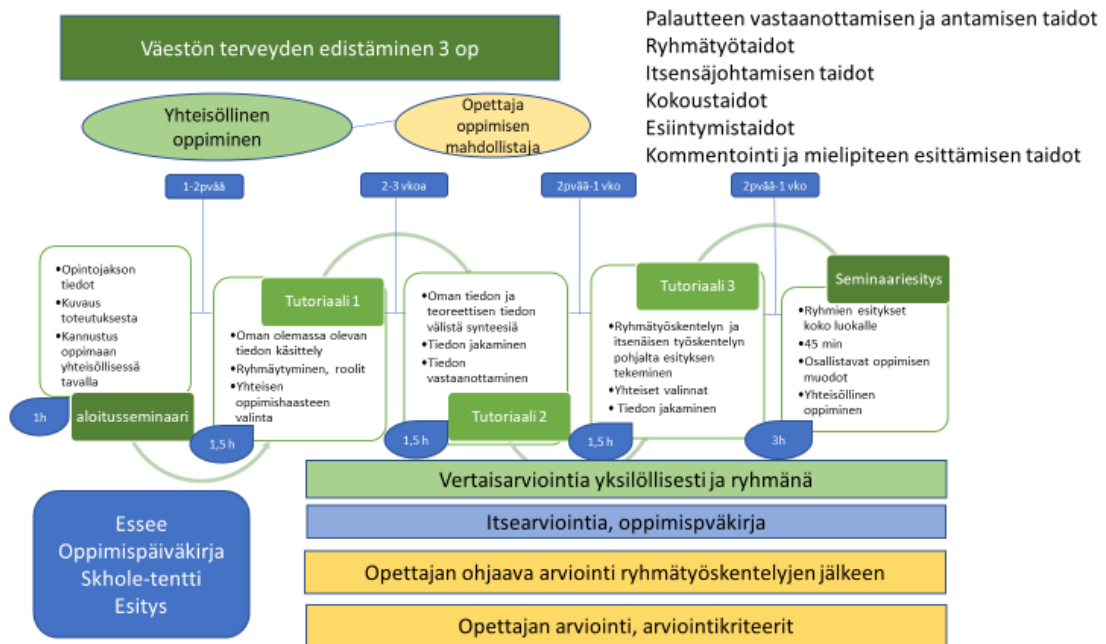 Väestön terveyden edistäminen 3 op
Palautteen vastaanottamisen ja antamisen taidot
Ryhmätyötaidot
Itsensäjohtamisen taidot
Kokoustaidot
Esiintymistaidot
Kommentointi ja mielipiteen esittämisen taidot
Yhteisöllinen
oppiminen
Opettaja
oppimisen
mahdollistaja
1-2pvää
2-3 vkoa
2pvää-1 vko
2pvää-1 vko
•Opintojakson
tiedot
•Kuvaus
toteutuksesta
•Kannustus
oppimaan
yhteisöllisessä
tavalla
1h
aloitusseminaari
Tutoriaali 1
•Oman olemassa olevan
tiedon käsittely
•Ryhmäytyminen, roolit
•Yhteisen
oppimishaasteen
valinta
1,5 h
•Oman tiedon ja
teoreettisen tiedon
välistä synteesiä
•Tiedon jakaminen
•Tiedon
vastaanottaminen
1,5 h
Tutoriaali 2
Tutoriaali 3
•Ryhmätyöskentelyn ja
itsenäisen työskentelyn
pohjalta esityksen
tekeminen
•Yhteiset valinnat
• Tiedon jakaminen
1,5 h
Seminaariesitys
•Ryhmien esitykset
koko luokalle
•45 min
•Osallistavat oppimisen
muodot
•Yhteisöllinen
oppiminen
3h
Essee
Oppimispäiväkirja
Skhole-tentti
Esitys
Vertaisarviointia yksilöllisesti ja ryhmänä
Itsearviointia, oppimispväkirja
Opettajan ohjaava arviointi ryhmätyöskentelyjen jälkeen
Opettajan arviointi, arviointikriteerit